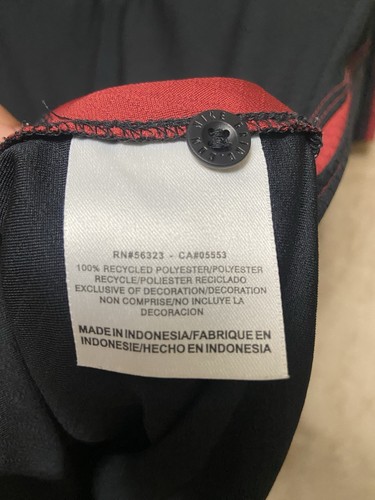 RN#56323 - CA#05553
100% RECYCLED POLYESTER/POLYESTER
RECYCLE/POLIESTER RECICLADO
EXCLUSIVE OF DECORATION/DECORATION
NON COMPRISE/NO INCLUYE LA
DECORACION
MADE IN INDONESIA/FABRIQUE EN
INDONESIE/HECHO EN INDONESIA